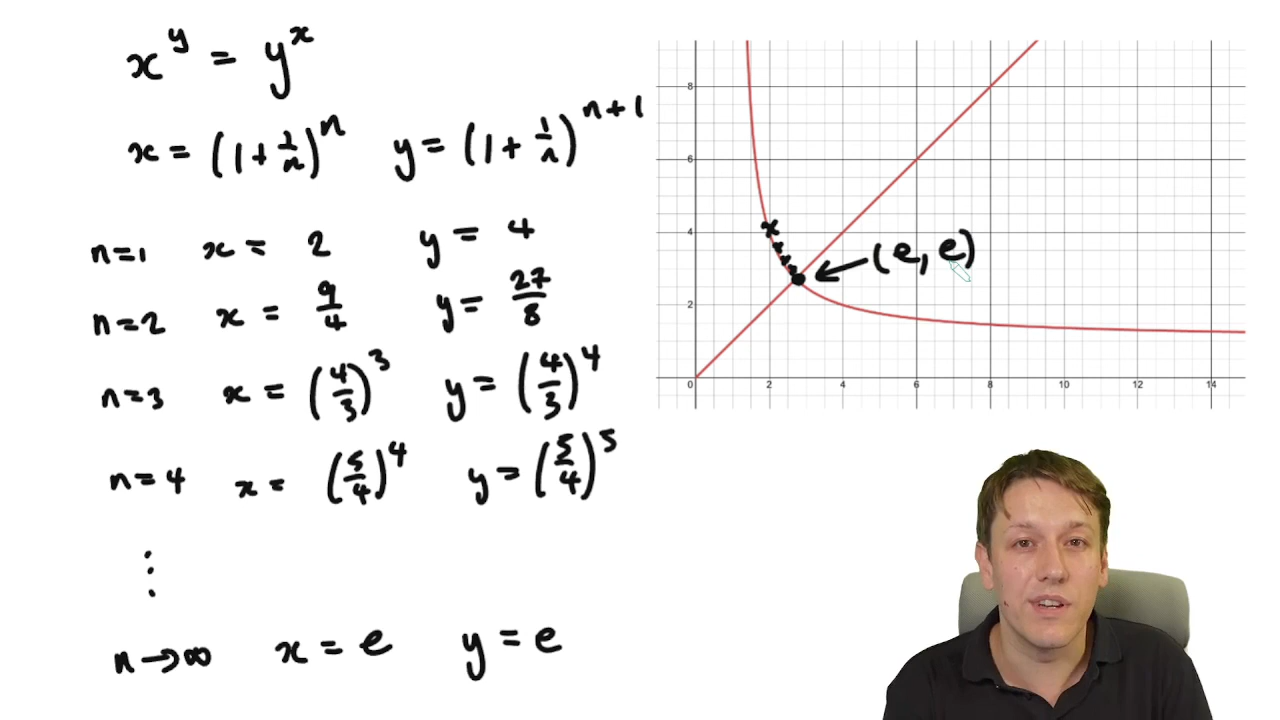 x^y = y^x
x = (1 + 1/n)^n y = (1 + 1/n)^(n+1)
n=1 x = 2 y = 4
n=2 x = 9/4 y = 27/8
n=3 x = (4/3)^3 y = (4/3)^4
n=4 x = (5/4)^4 y = (5/4)^5
⋮
n→∞ x = e y = e
8
6
4
(e, e)
2
0 2 4 6 8 10 12 14